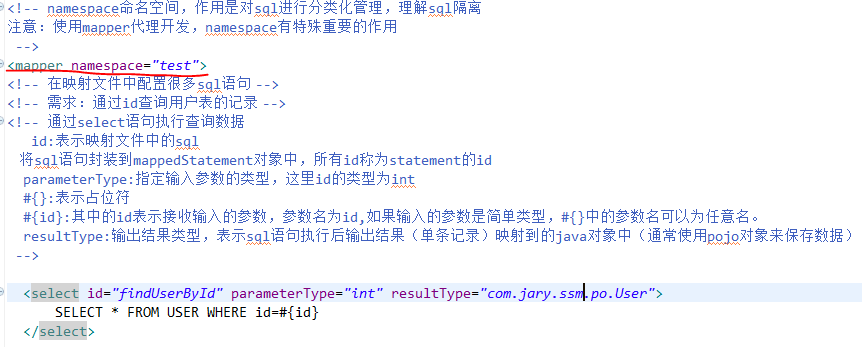 <!-- namespace命名空间，作用是对sql进行分类化管理，理解sql隔离
注意：使用mapper代理开发，namespace有特殊重要的作用
-->
<mapper namespace="test">
<!-- 在映射文件中配置很多sql语句 -->
<!-- 需求：通过id查询用户表的记录 -->
<!-- 通过select语句执行查询数据
id:表示映射文件中的sql
将sql语句封装到mappedStatement对象中，所有id称为statement的id
parameterType:指定输入参数的类型，这里id的类型为int
#{}:表示占位符
#{id}:其中的id表示接收输入的参数，参数名为id,如果输入的参数是简单类型，#{}中的参数名可以为任意名。
resultType:输出结果类型，表示sql语句执行后输出结果（单条记录）映射到的java对象中（通常使用pojo对象来保存数据）
-->
<select id="findUserById" parameterType="int" resultType="com.jary.ssm.po.User">
SELECT * FROM USER WHERE id=#{id}
</select>